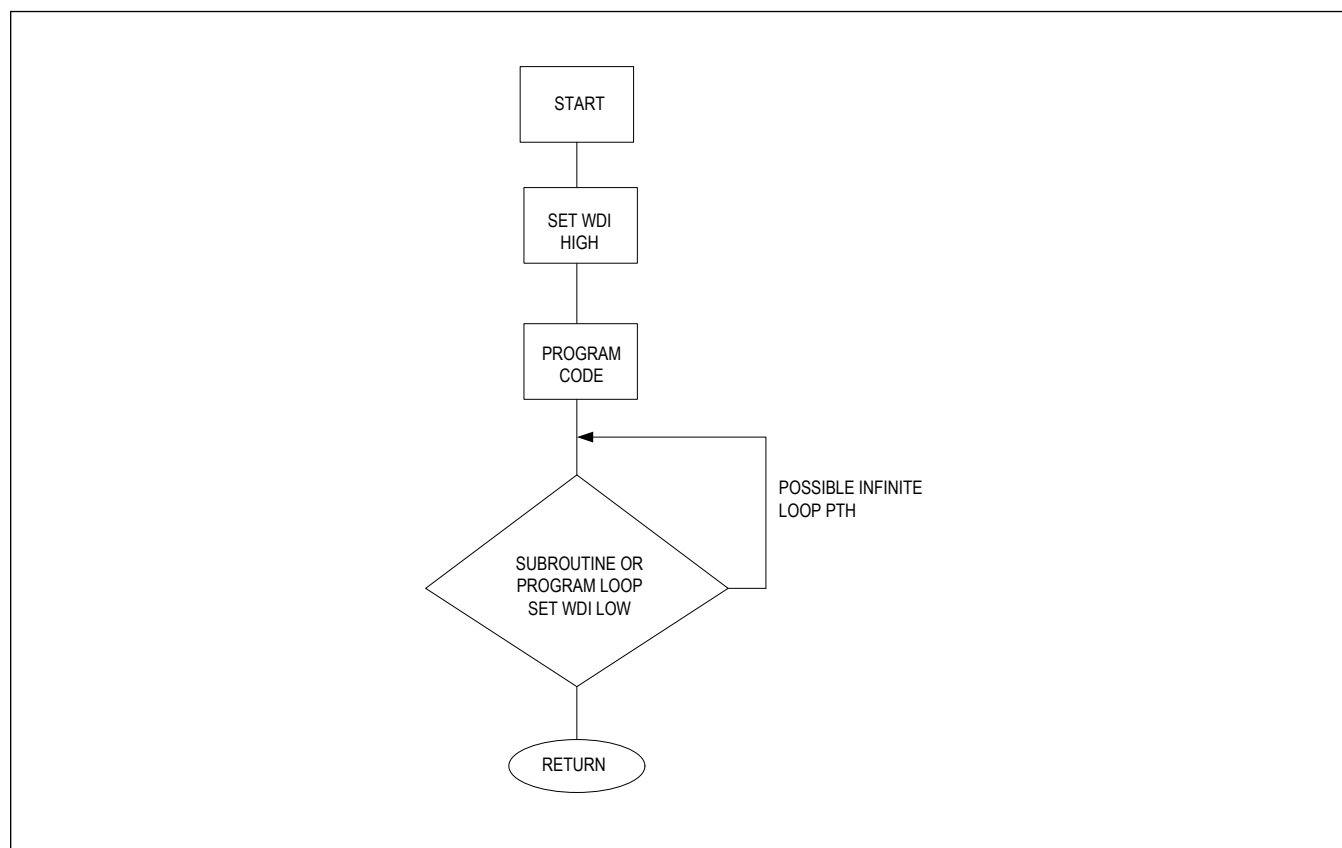 START
SET WDI
HIGH
PROGRAM
CODE
POSSIBLE INFINITE
LOOP PTH
SUBROUTINE OR
PROGRAM LOOP
SET WDI LOW
RETURN